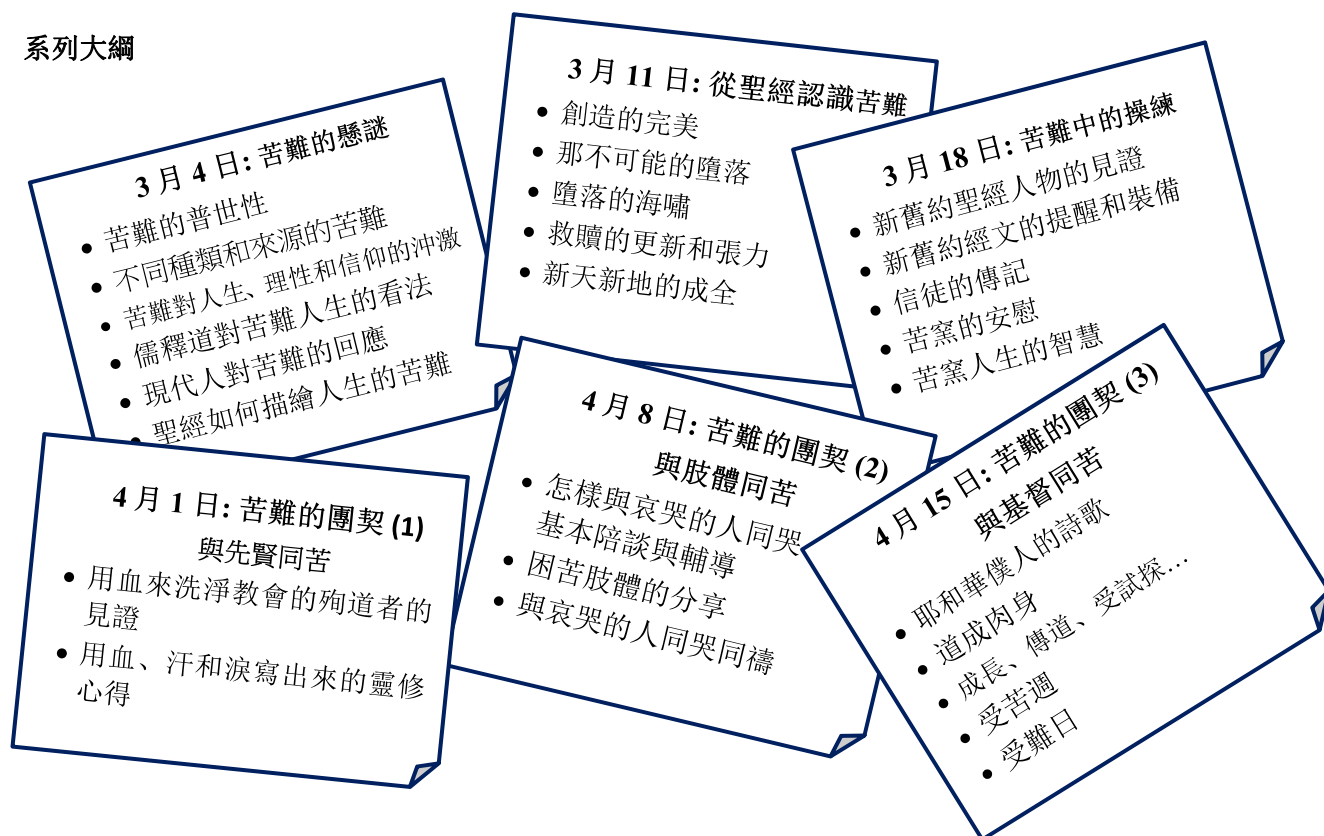 系列大綱
3 月 4 日: 苦難的懸謎
• 苦難的普世性
• 不同種類和來源的苦難
• 苦難對人生、理性和信仰的沖激
• 儒釋道對苦難人生的看法
• 現代人對苦難的回應
• 聖經如何描繪人生的苦難
3 月 11 日: 從聖經認識苦難
• 創造的完美
• 那不可能的墮落
• 墮落的海嘯
• 救贖的更新和張力
• 新天新地的成全
3 月 18 日: 苦難中的操練
• 新舊約聖經人物的見證
• 新舊約經文的提醒和裝備
• 信徒的傳記
• 苦窯的安慰
• 苦窯人生的智慧
4 月 1 日: 苦難的團契 (1)
與先賢同苦
• 用血來洗淨教會的殉道者的
見證
• 用血、汗和淚寫出來的靈修
心得
4 月 8 日: 苦難的團契 (2)
與肢體同苦
• 怎樣與哀哭的人同哭
基本陪談與輔導
• 困苦肢體的分享
• 與哀哭的人同哭同禱
4 月 15 日: 苦難的團契 (3)
與基督同苦
• 耶和華僕人的詩歌
• 道成肉身
• 成長、傳道、受試探…
• 受苦週
• 受難日